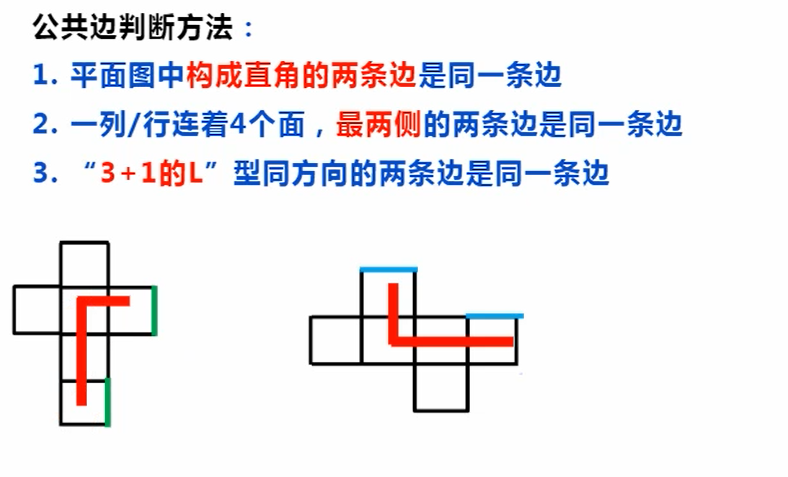 公共边判断方法：
1. 平面图中构成直角的两条边是同一条边
2. 一列/行连着4个面，最两侧的两条边是同一条边
3. “3+1的L”型同方向的两条边是同一条边